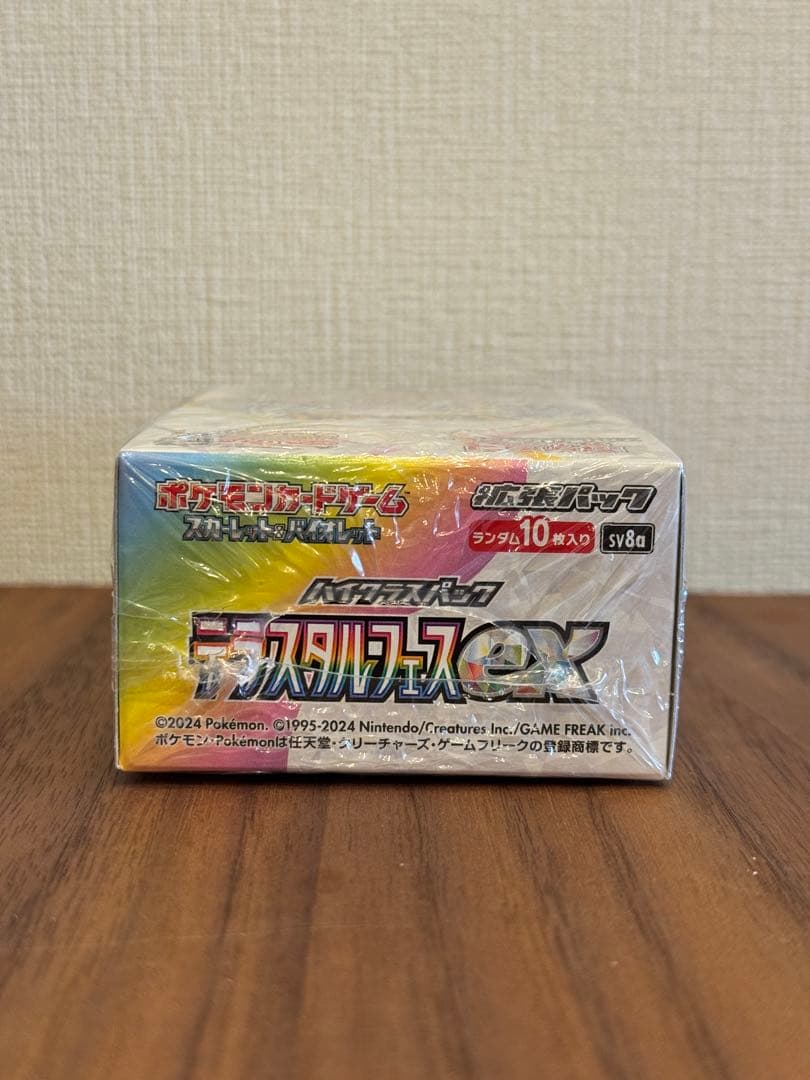 ポケモンカードゲーム
スカーレット&バイオレット
拡張パック
ランダム10枚入り SV8a
ハイクラスパック
テラスタルフェスex
©2024 Pokémon. ©1995-2024 Nintendo/Creatures Inc./GAME FREAK inc.
ポケモン・Pokémonは任天堂・クリーチャーズ・ゲームフリークの登録商標です。